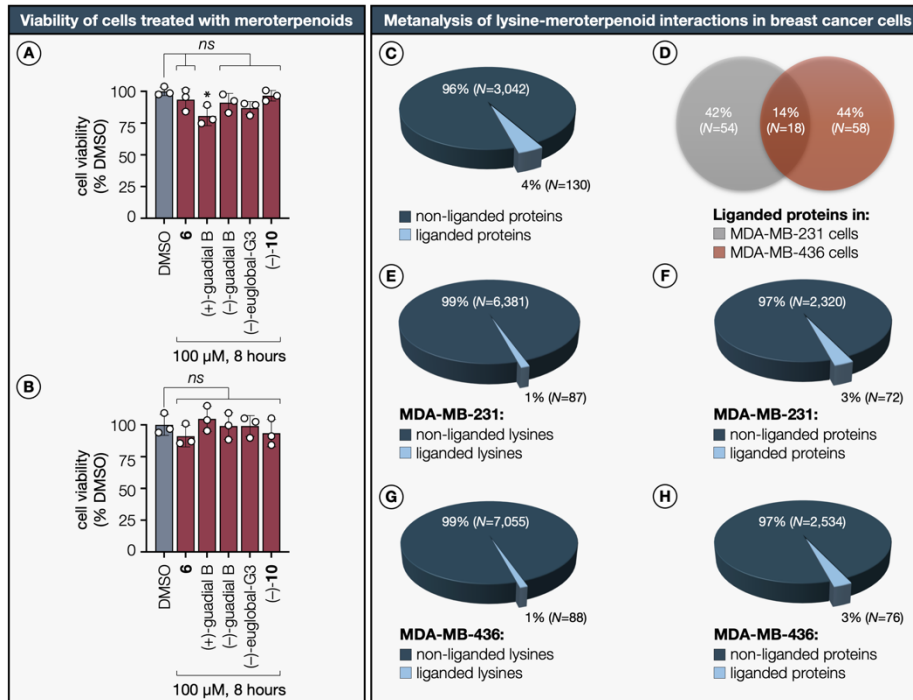 Viability of cells treated with meroterpenoids
A
ns
*
cell viability
(% DMSO)
100
75
50
25
0
DMSO
6
(+)-guadial B
(–)-guadial B
(–)-euglobal-G3
(–)-10
100 µM, 8 hours
B
ns
cell viability
(% DMSO)
100
75
50
25
0
DMSO
6
(+)-guadial B
(–)-guadial B
(–)-euglobal-G3
(–)-10
100 µM, 8 hours
Metanalysis of lysine-meroterpenoid interactions in breast cancer cells
C
96% (N=3,042)
4% (N=130)
non-liganded proteins
liganded proteins
D
42%
(N=54)
14%
(N=18)
44%
(N=58)
Liganded proteins in:
MDA-MB-231 cells
MDA-MB-436 cells
E
99% (N=6,381)
1% (N=87)
MDA-MB-231:
non-liganded lysines
liganded lysines
F
97% (N=2,320)
3% (N=72)
MDA-MB-231:
non-liganded proteins
liganded proteins
G
99% (N=7,055)
1% (N=88)
MDA-MB-436:
non-liganded lysines
liganded lysines
H
97% (N=2,534)
3% (N=76)
MDA-MB-436:
non-liganded proteins
liganded proteins